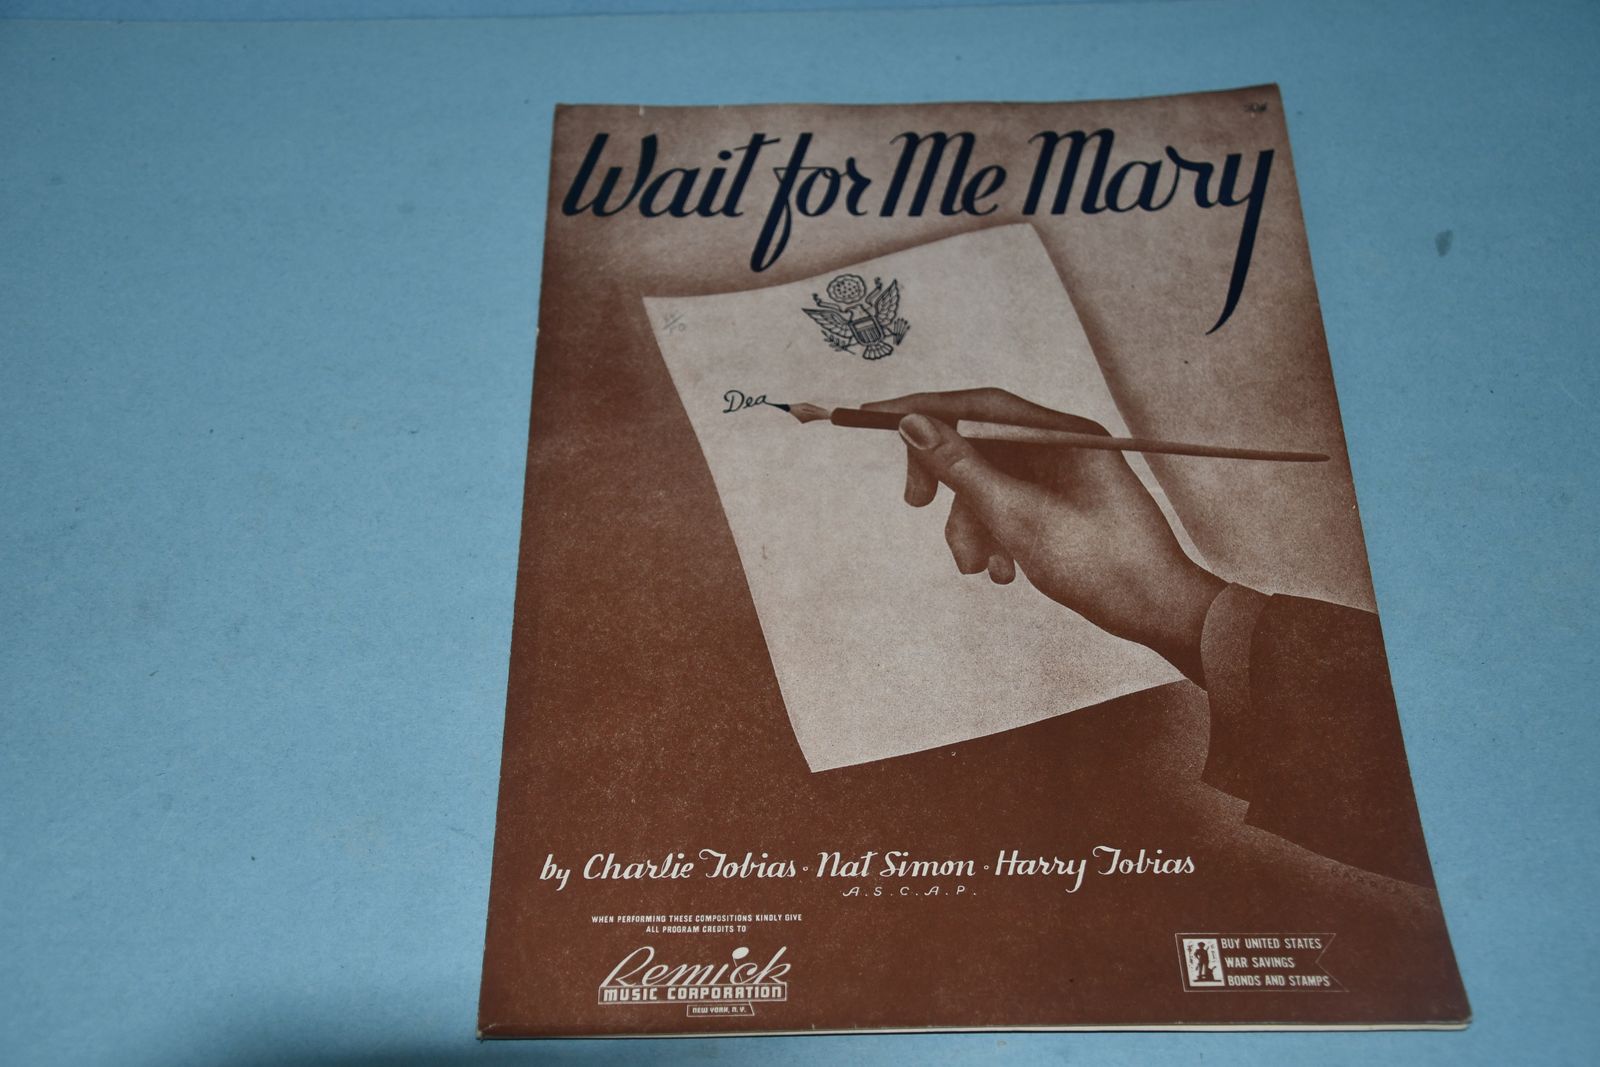 Wait for Me Mary
Dea
by Charlie Tobias · Nat Simon · Harry Tobias
A.S.C.A.P.
WHEN PERFORMING THESE COMPOSITIONS KINDLY GIVE
ALL PROGRAM CREDITS TO
Remick
MUSIC CORPORATION
NEW YORK, N. Y.
BUY UNITED STATES
WAR SAVINGS
BONDS AND STAMPS